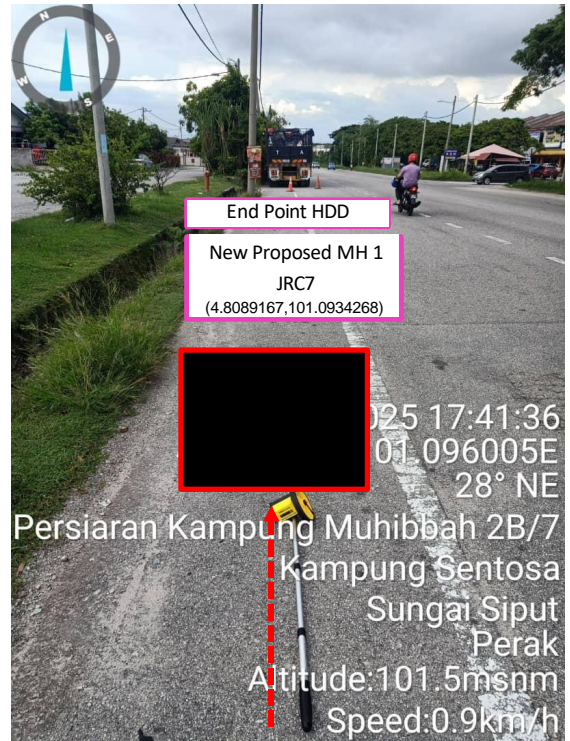 N
E
S
W
T A
End Point HDD
New Proposed MH 1
JRC7
(4.8089167,101.0934268)
025 17:41:36
01.096005E
28° NE
Persiaran Kampung Muhibbah 2B/7
Kampung Sentosa
Sungai Siput
Perak
Altitude:101.5msnm
Speed:0.9km/h